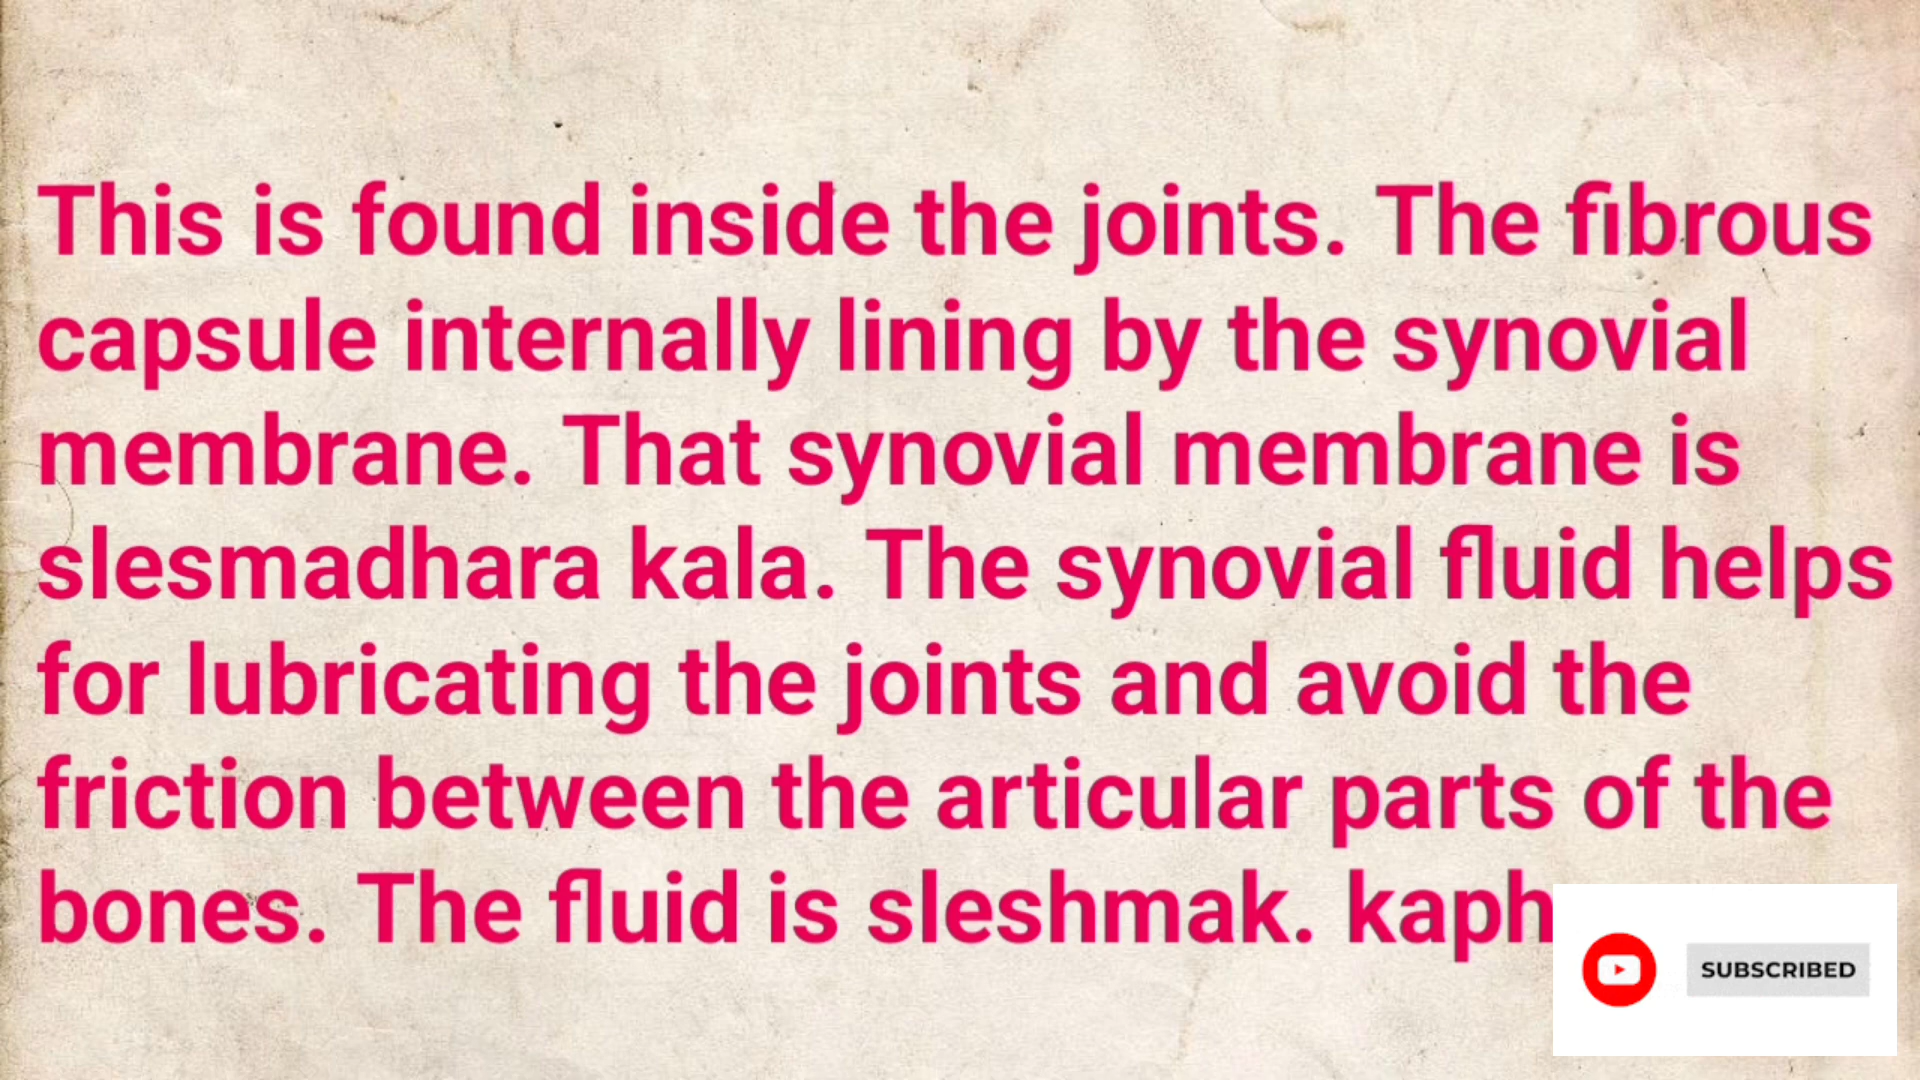 This is found inside the joints. The fibrous
capsule internally lining by the synovial
membrane. That synovial membrane is
slesmadhara kala. The synovial fluid helps
for lubricating the joints and avoid the
friction between the articular parts of the
bones. The fluid is sleshmak. kaph
SUBSCRIBED